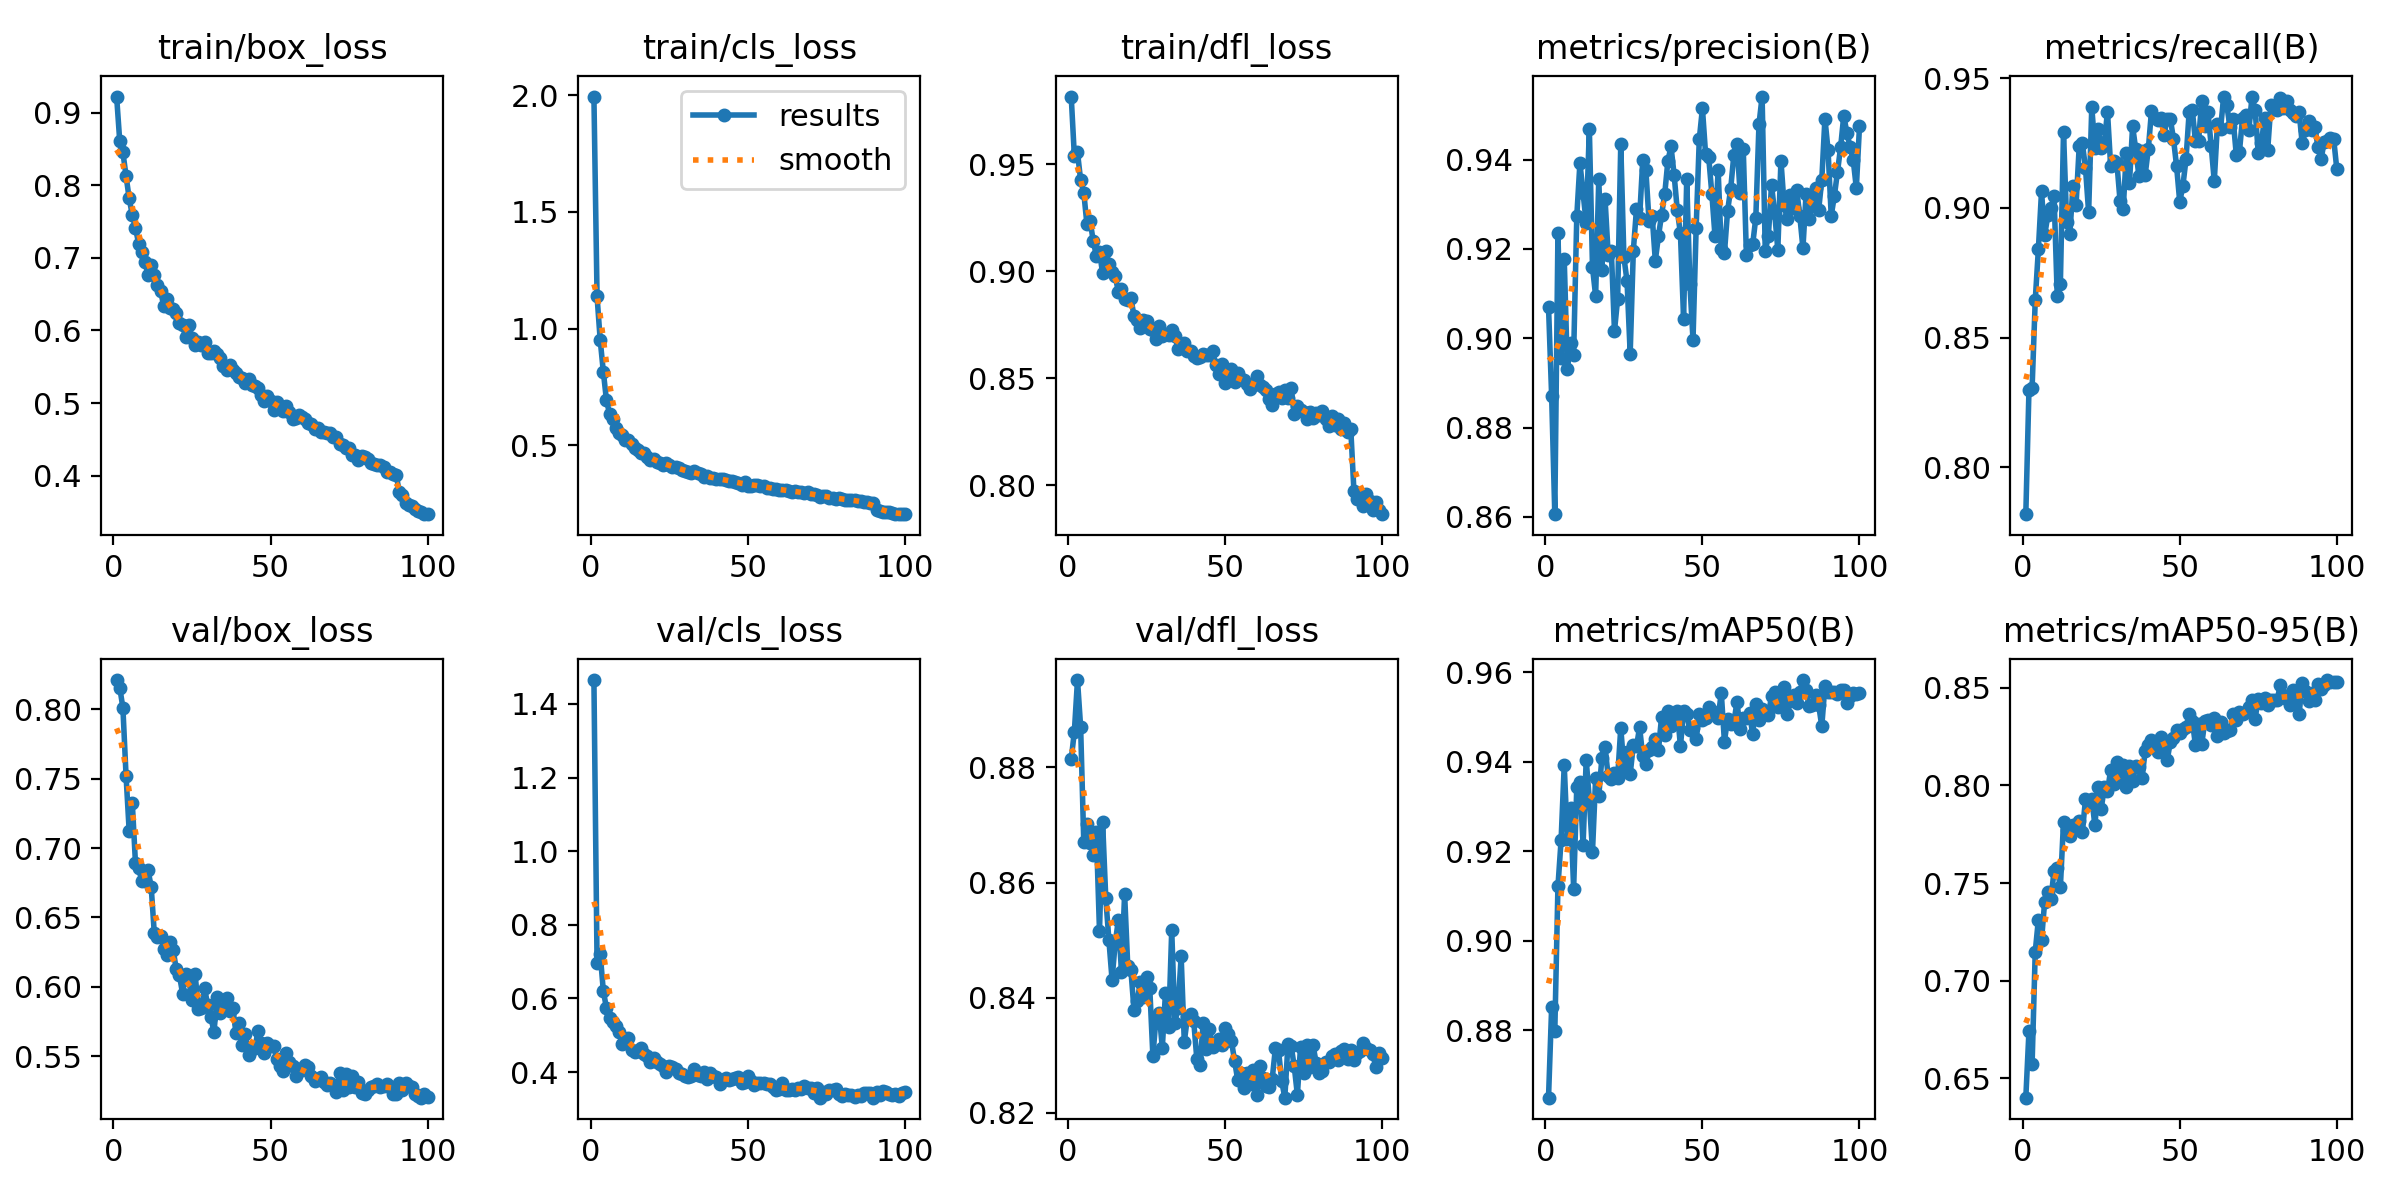 train/box_loss
0.9
0.8
0.7
0.6
0.5
0.4
0 50 100
train/cls_loss
results
smooth
2.0
1.5
1.0
0.5
0 50 100
train/dfl_loss
0.95
0.90
0.85
0.80
0 50 100
metrics/precision(B)
0.94
0.92
0.90
0.88
0.86
0 50 100
metrics/recall(B)
0.95
0.90
0.85
0.80
0 50 100
val/box_loss
0.80
0.75
0.70
0.65
0.60
0.55
0 50 100
val/cls_loss
1.4
1.2
1.0
0.8
0.6
0.4
0 50 100
val/dfl_loss
0.88
0.86
0.84
0.82
0 50 100
metrics/mAP50(B)
0.96
0.94
0.92
0.90
0.88
0 50 100
metrics/mAP50-95(B)
0.85
0.80
0.75
0.70
0.65
0 50 100